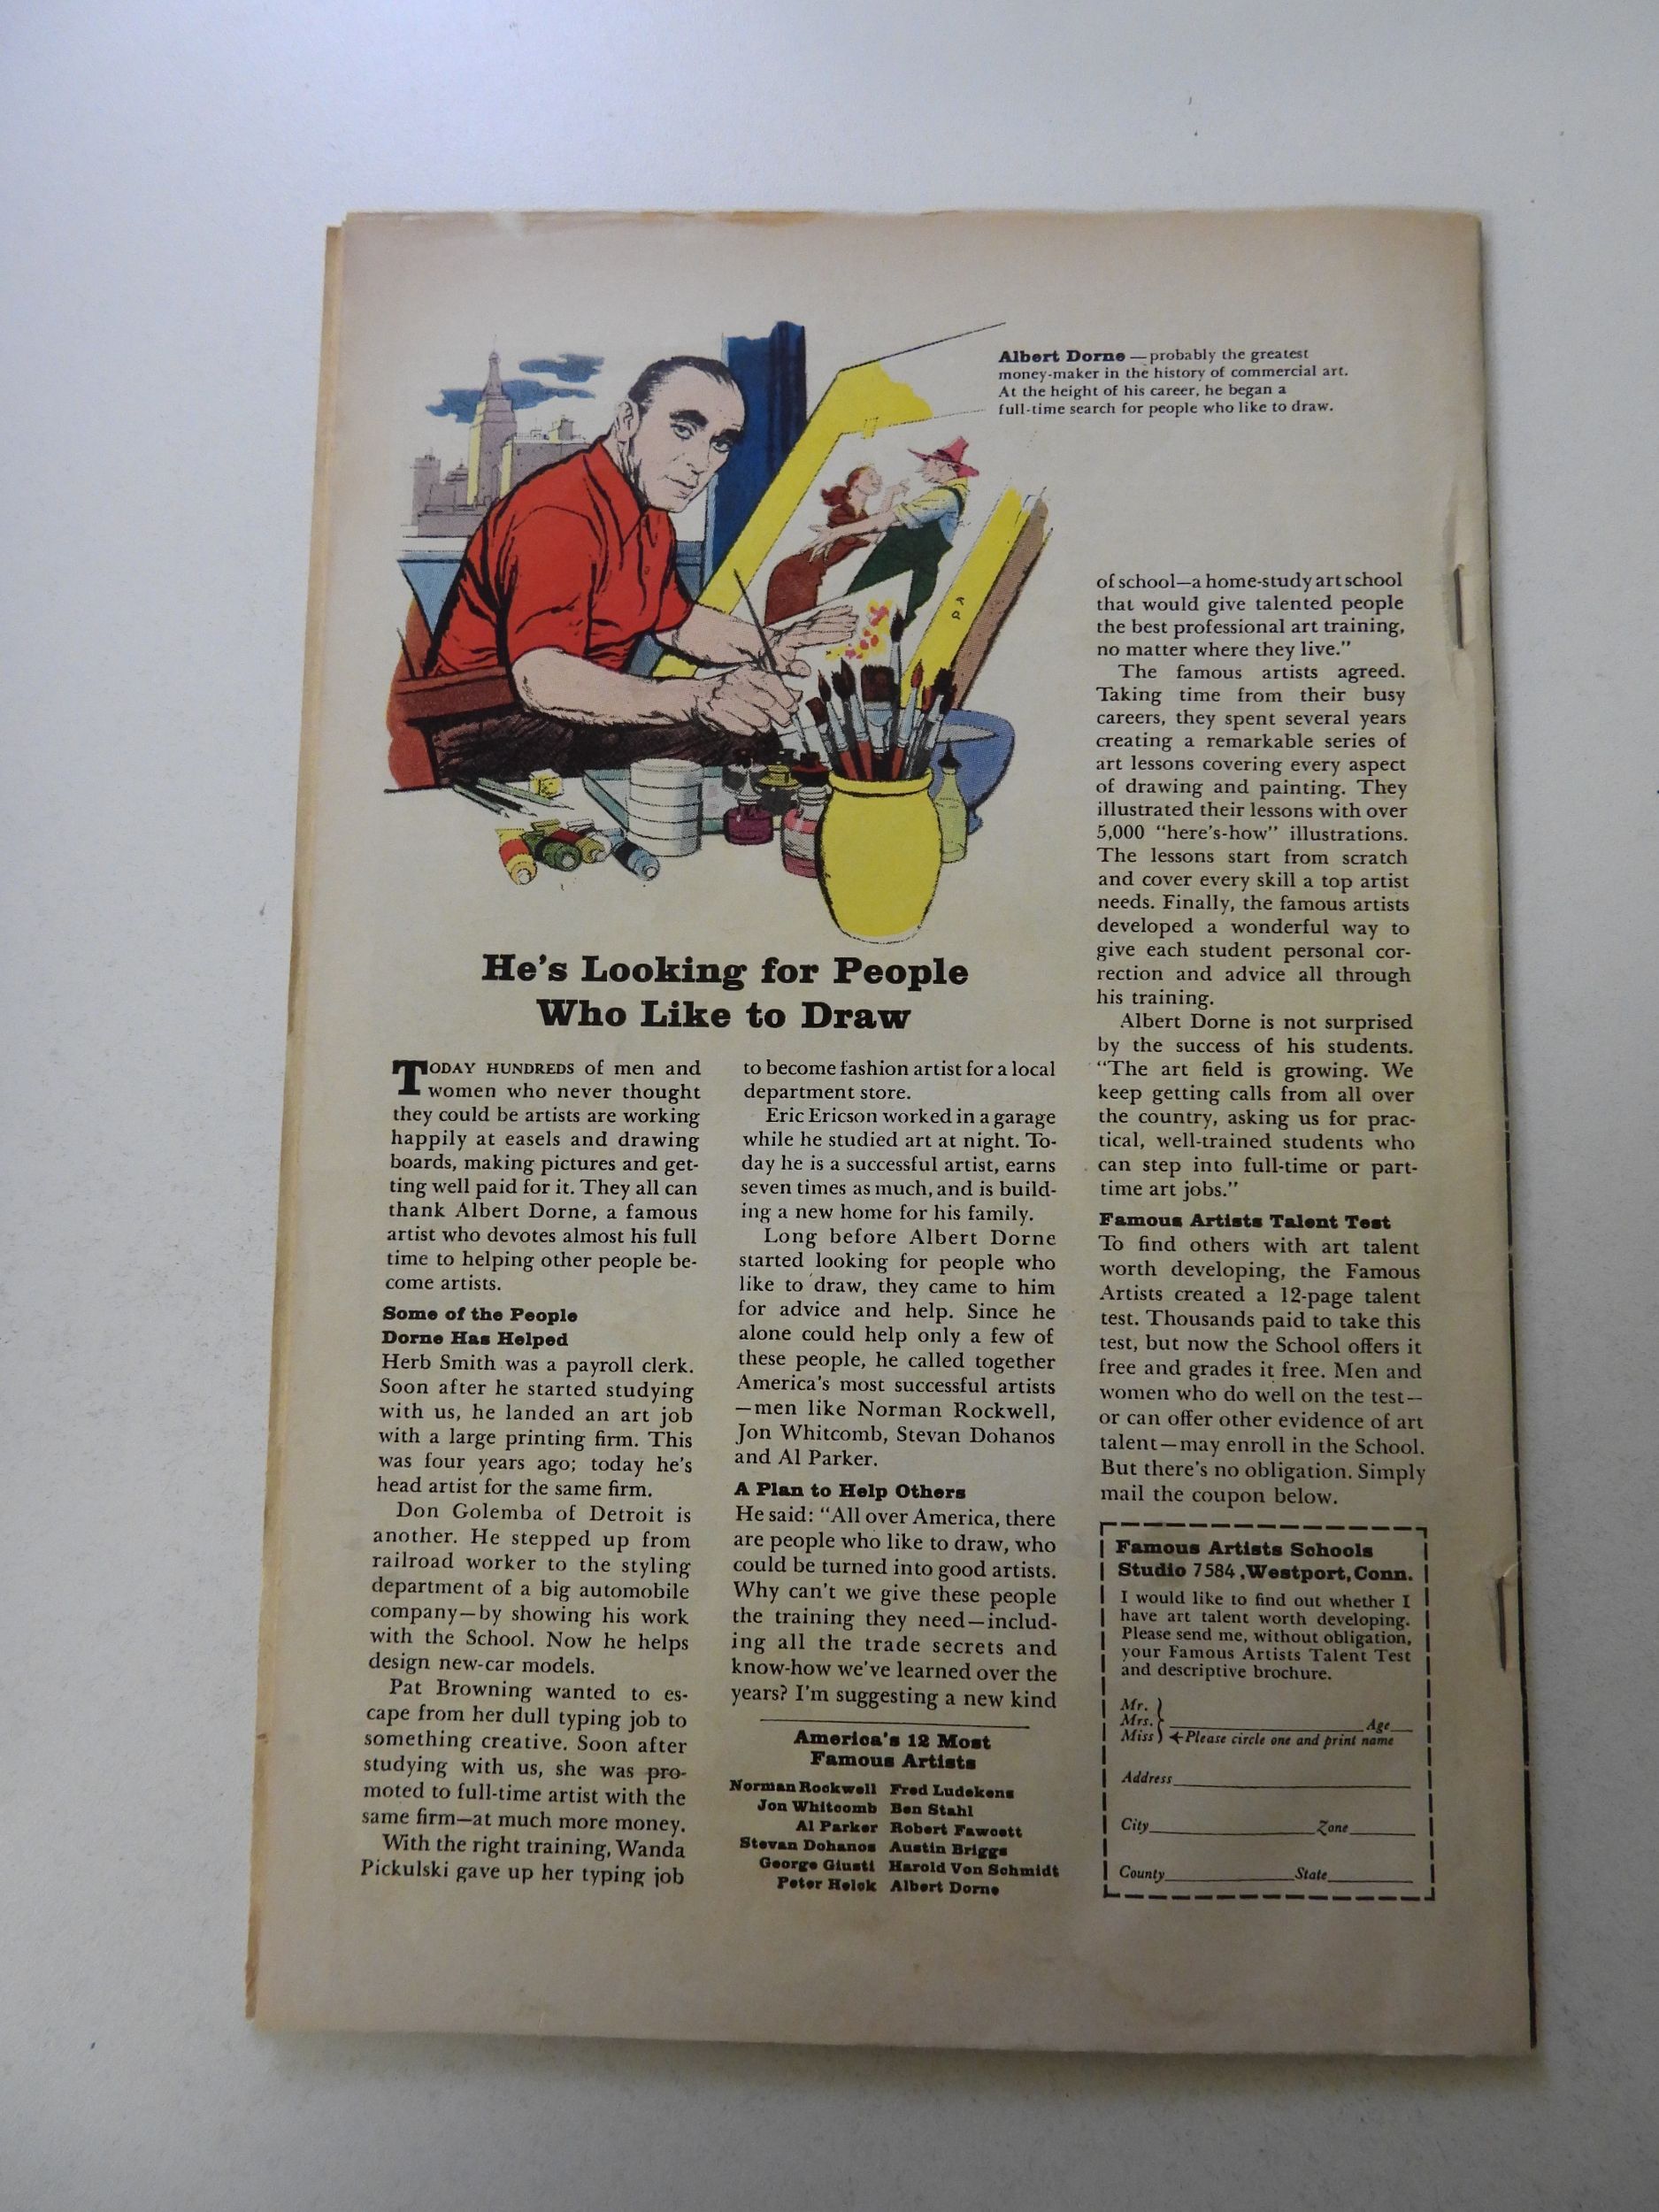 Albert Dorne —probably the greatest
money-maker in the history of commercial art.
At the height of his career, he began a
full-time search for people who like to draw.
He's Looking for People
Who Like to Draw
TODAY HUNDREDS of men and
women who never thought
they could be artists are working
happily at easels and drawing
boards, making pictures and get-
ting well paid for it. They all can
thank Albert Dorne, a famous
artist who devotes almost his full
time to helping other people be-
come artists.
Some of the People
Dorne Has Helped
Herb Smith was a payroll clerk.
Soon after he started studying
with us, he landed an art job
with a large printing firm. This
was four years ago; today he's
head artist for the same firm.
Don Golemba of Detroit is
another. He stepped up from
railroad worker to the styling
department of a big automobile
company—by showing his work
with the School. Now he helps
design new-car models.
Pat Browning wanted to es-
cape from her dull typing job to
something creative. Soon after
studying with us, she was pro-
moted to full-time artist with the
same firm—at much more money.
With the right training, Wanda
Pickulski gave up her typing job
to become fashion artist for a local
department store.
Eric Ericson worked in a garage
while he studied art at night. To-
day he is a successful artist, earns
seven times as much, and is build-
ing a new home for his family.
Long before Albert Dorne
started looking for people who
like to draw, they came to him
for advice and help. Since he
alone could help only a few of
these people, he called together
America's most successful artists
—men like Norman Rockwell,
Jon Whitcomb, Stevan Dohanos
and Al Parker.
A Plan to Help Others
He said: "All over America, there
are people who like to draw, who
could be turned into good artists.
Why can't we give these people
the training they need—includ-
ing all the trade secrets and
know-how we've learned over the
years? I'm suggesting a new kind
America's 12 Most
Famous Artists
Norman Rockwell Fred Ludekens
Jon Whitcomb Ben Stahl
Al Parker Robert Fawcett
Stevan Dohanos Austin Briggs
George Giusti Harold Von Schmidt
Peter Helck Albert Dorne
of school—a home-study art school
that would give talented people
the best professional art training,
no matter where they live."
The famous artists agreed.
Taking time from their busy
careers, they spent several years
creating a remarkable series of
art lessons covering every aspect
of drawing and painting. They
illustrated their lessons with over
5,000 "here's-how" illustrations.
The lessons start from scratch
and cover every skill a top artist
needs. Finally, the famous artists
developed a wonderful way to
give each student personal cor-
rection and advice all through
his training.
Albert Dorne is not surprised
by the success of his students.
"The art field is growing. We
keep getting calls from all over
the country, asking us for prac-
tical, well-trained students who
can step into full-time or part-
time art jobs."
Famous Artists Talent Test
To find others with art talent
worth developing, the Famous
Artists created a 12-page talent
test. Thousands paid to take this
test, but now the School offers it
free and grades it free. Men and
women who do well on the test—
or can offer other evidence of art
talent—may enroll in the School.
But there's no obligation. Simply
mail the coupon below.
Famous Artists Schools
Studio 7584, Westport, Conn.
I would like to find out whether I
have art talent worth developing.
Please send me, without obligation,
your Famous Artists Talent Test
and descriptive brochure.
Mr.
Mrs. Age
Miss Please circle one and print name
Address
City Zone
County State